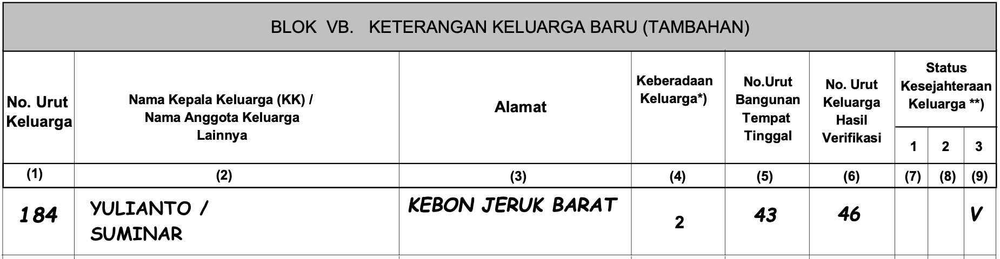 BLOK VB. KETERANGAN KELUARGA BARU (TAMBAHAN)
No. Urut
Keluarga
Nama Kepala Keluarga (KK) /
Nama Anggota Keluarga
Lainnya
Alamat
Keberadaan
Keluarga*)
No.Urut
Bangunan
Tempat
Tinggal
No. Urut
Keluarga
Hasil
Verifikasi
Status
Kesejahteraan
Keluarga **)
1 2 3
(1) (2) (3) (4) (5) (6) (7) (8) (9)
184
YULIANTO /
SUMINAR
KEBON JERUK BARAT
2
43
46
V